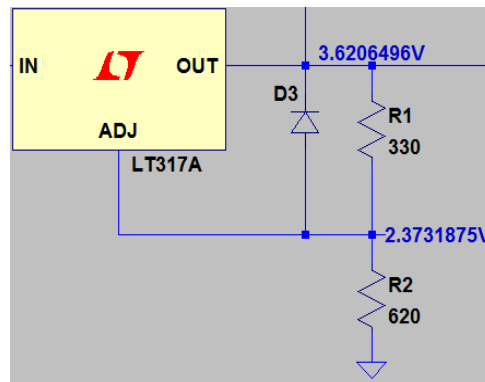 3.6206496V
IN
OUT
D3
R1
330
ADJ
LT317A
2.3731875V
R2
620